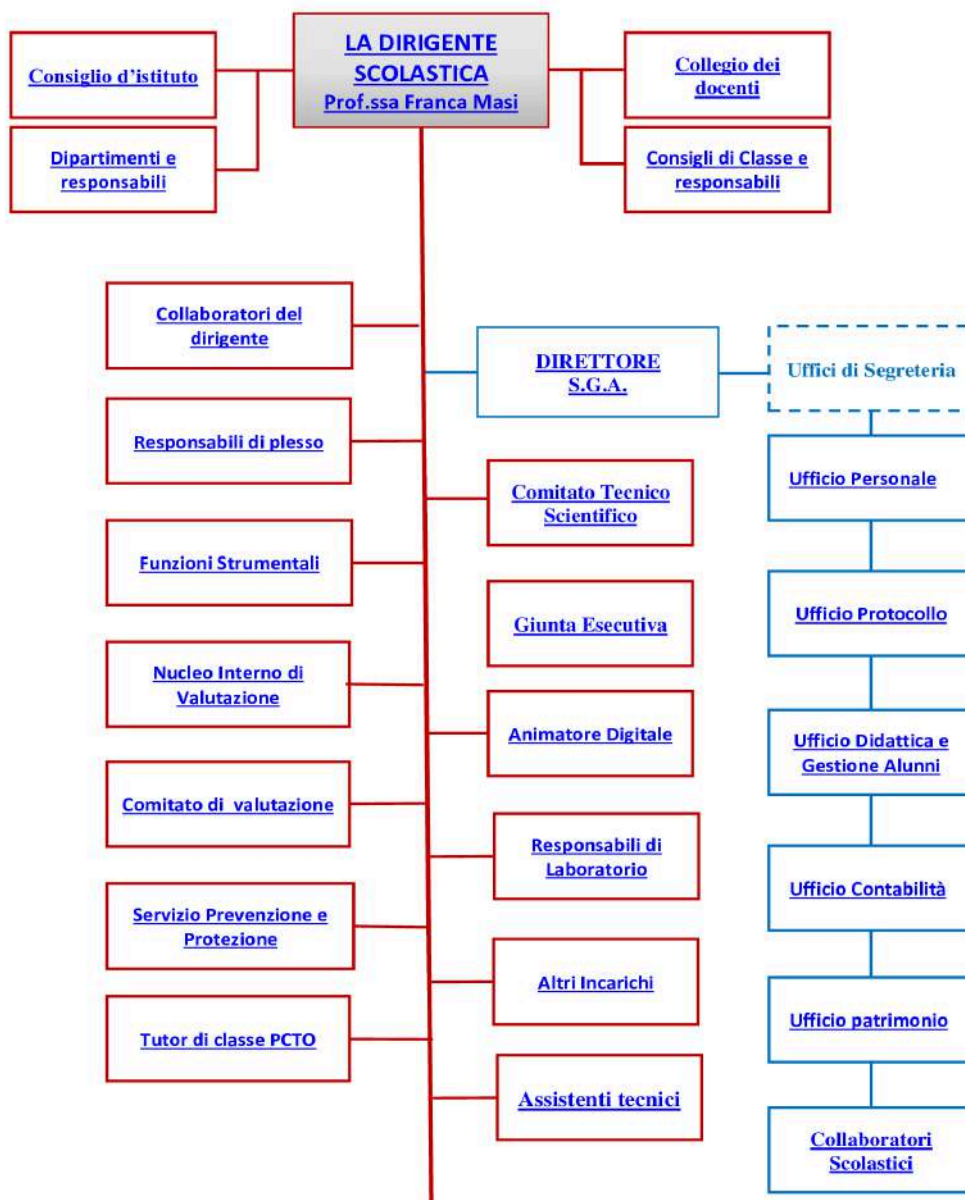 LA DIRIGENTE
SCOLASTICA
Prof.ssa Franca Masi
Consiglio d'istituto
Collegio dei
docenti
Dipartimenti e
responsabili
Consigli di Classe e
responsabili
Collaboratori del
dirigente
DIRETTORE
S.G.A.
Uffici di Segreteria
Responsabili di plesso
Ufficio Personale
Comitato Tecnico
Scientifico
Funzioni Strumentali
Giunta Esecutiva
Ufficio Protocollo
Nucleo Interno di
Valutazione
Animatore Digitale
Ufficio Didattica e
Gestione Alunni
Comitato di valutazione
Responsabili di
Laboratorio
Ufficio Contabilità
Servizio Prevenzione e
Protezione
Altri Incarichi
Ufficio patrimonio
Tutor di classe PCTO
Assistenti tecnici
Collaboratori
Scolastici